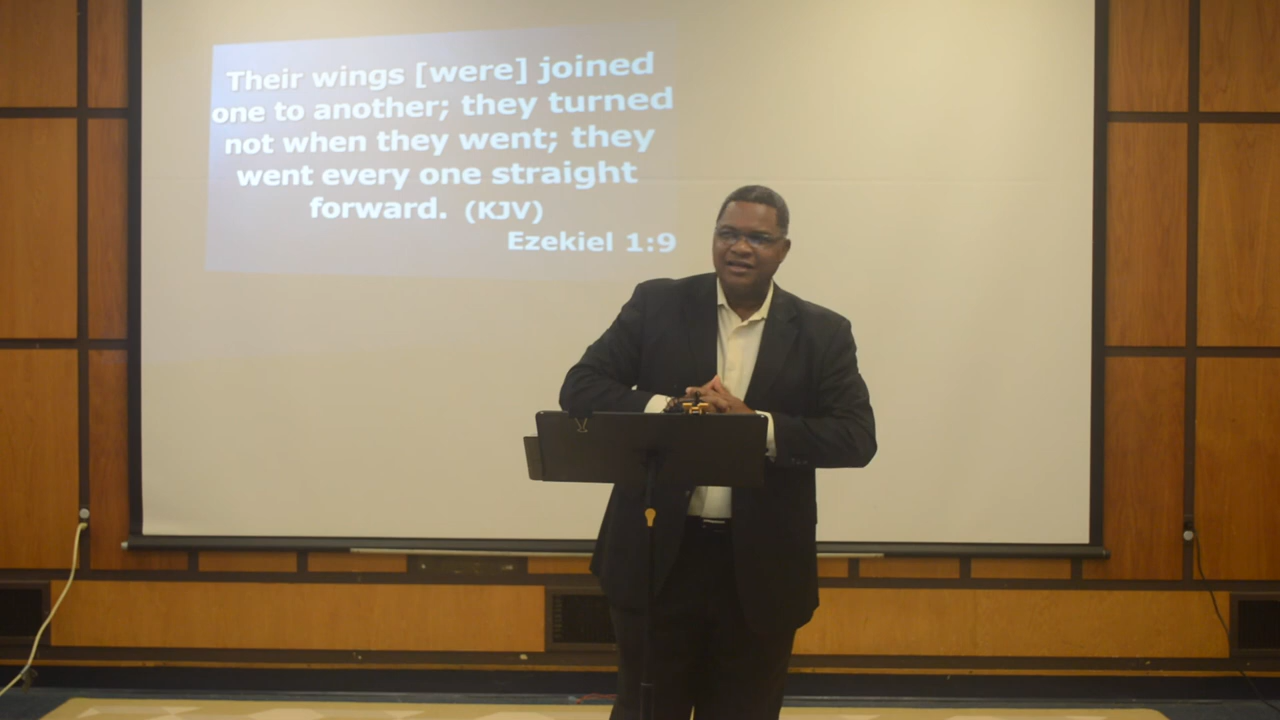 Their wings [were] joined
one to another; they turned
not when they went; they
went every one straight
forward. (KJV)
Ezekiel 1:9